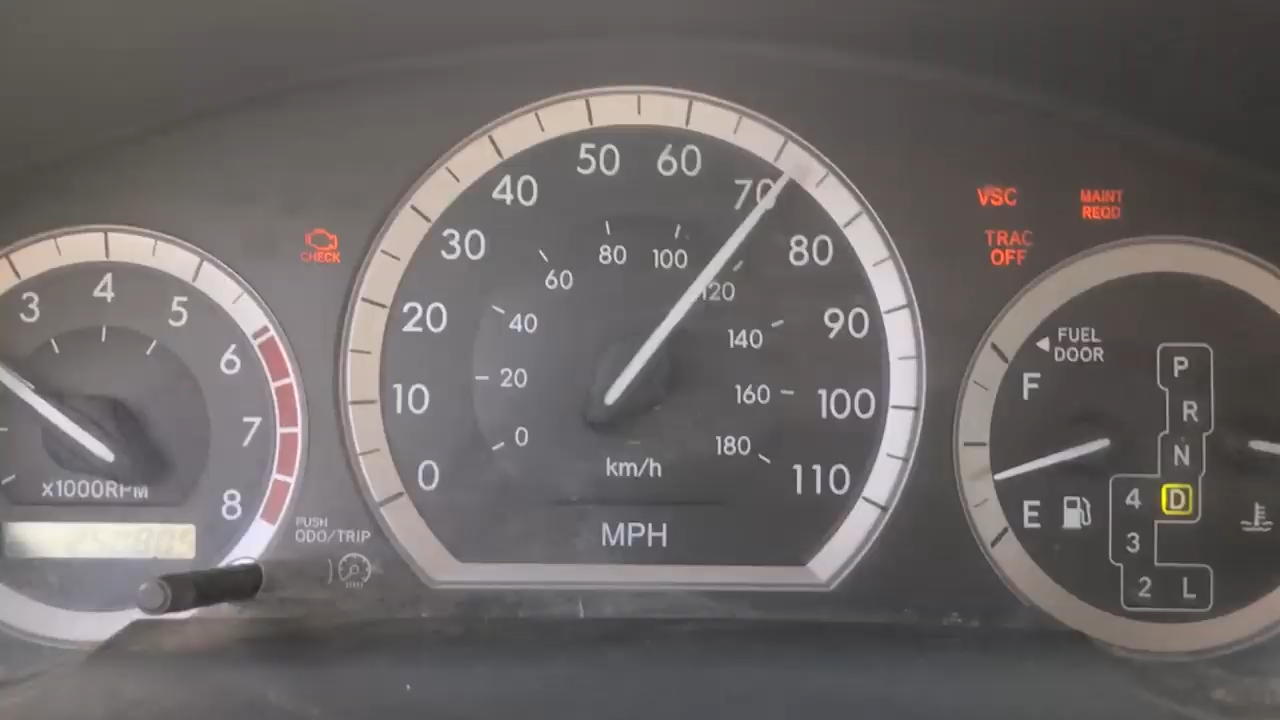 3
4
5
6
7
8
x1000RPM
CHECK
PUSH
ODO/TRIP
0
10
20
30
40
50
60
70
80
90
100
110
0
20
40
60
80
100
120
140
160
180
km/h
MPH
VSC
MAINT
REQD
TRAC
OFF
FUEL
DOOR
F
E
P
R
N
4 D
3
2 L